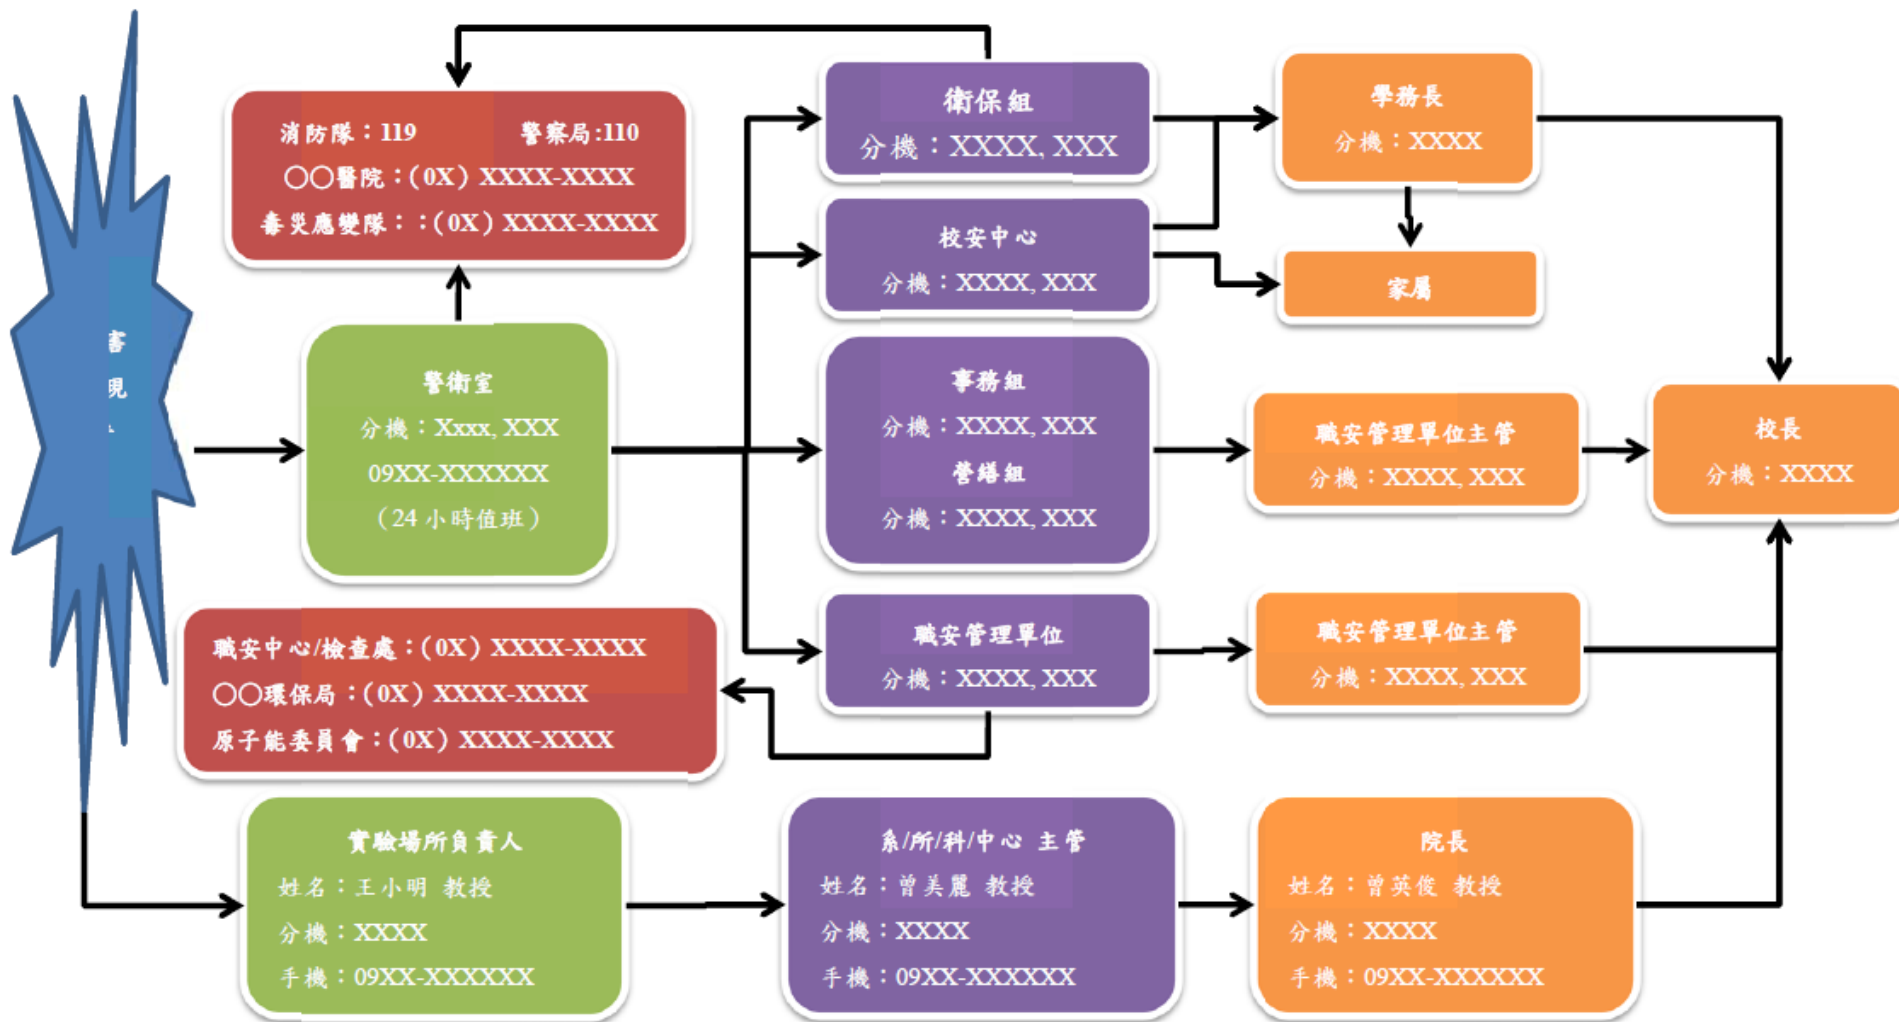 消防隊：119 警察局:110
○○醫院：(0X) XXXX-XXXX
毒災應變隊：：(0X) XXXX-XXXX
衛保組
分機：XXXX, XXX
學務長
分機：XXXX
校安中心
分機：XXXX, XXX
家屬
害
現
警衛室
分機：Xxxx, XXX
09XX-XXXXXX
（24 小時值班）
事務組
分機：XXXX, XXX
營繕組
分機：XXXX, XXX
職安管理單位主管
分機：XXXX, XXX
校長
分機：XXXX
職安中心/檢查處：(0X) XXXX-XXXX
○○環保局：(0X) XXXX-XXXX
原子能委員會：(0X) XXXX-XXXX
職安管理單位
分機：XXXX, XXX
職安管理單位主管
分機：XXXX, XXX
實驗場所負責人
姓名：王小明 教授
分機：XXXX
手機：09XX-XXXXXX
系/所/科/中心 主管
姓名：曾美麗 教授
分機：XXXX
手機：09XX-XXXXXX
院長
姓名：曾英俊 教授
分機：XXXX
手機：09XX-XXXXXX